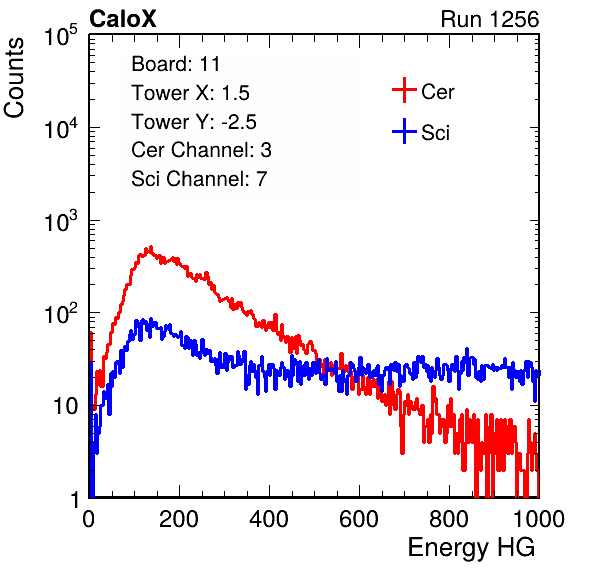 CaloX
Run 1256
Counts
10^5
10^4
10^3
10^2
10
1
Board: 11
Tower X: 1.5
Tower Y: -2.5
Cer Channel: 3
Sci Channel: 7
Cer
Sci
0 200 400 600 800 1000
Energy HG